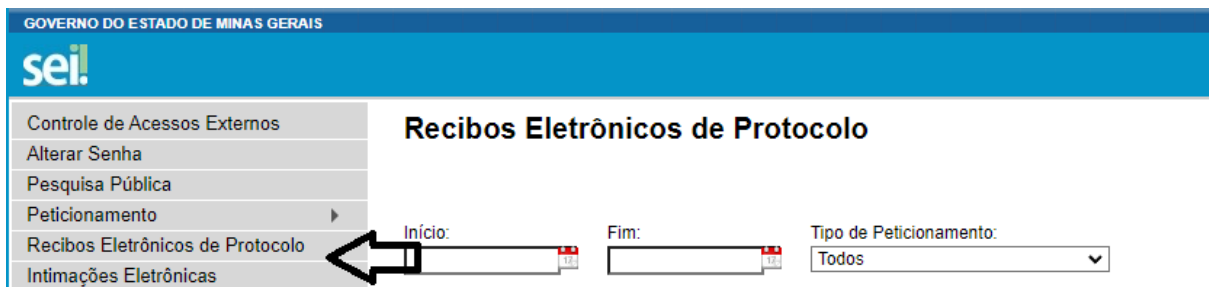 GOVERNO DO ESTADO DE MINAS GERAIS
sei!
Controle de Acessos Externos
Alterar Senha
Pesquisa Pública
Peticionamento
Recibos Eletrônicos de Protocolo
Intimações Eletrônicas
Recibos Eletrônicos de Protocolo
Início:
Fim:
Tipo de Peticionamento:
Todos